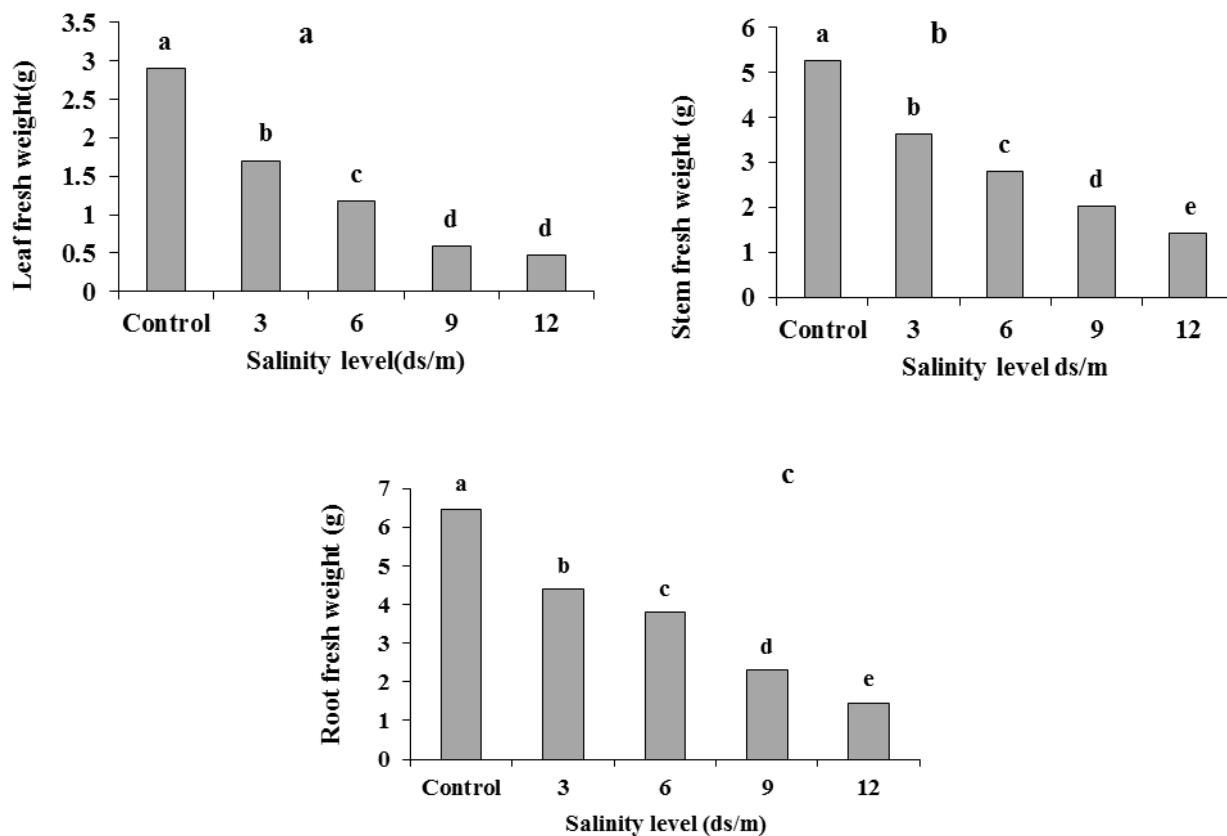 a
Leaf fresh weight(g)
3.5
3
2.5
2
1.5
1
0.5
0
a
b
c
d
d
Control 3 6 9 12
Salinity level(ds/m)
b
Stem fresh weight (g)
6
5
4
3
2
1
0
a
b
c
d
e
Control 3 6 9 12
Salinity level ds/m
c
Root fresh weight (g)
7
6
5
4
3
2
1
0
a
b
c
d
e
Control 3 6 9 12
Salinity level (ds/m)